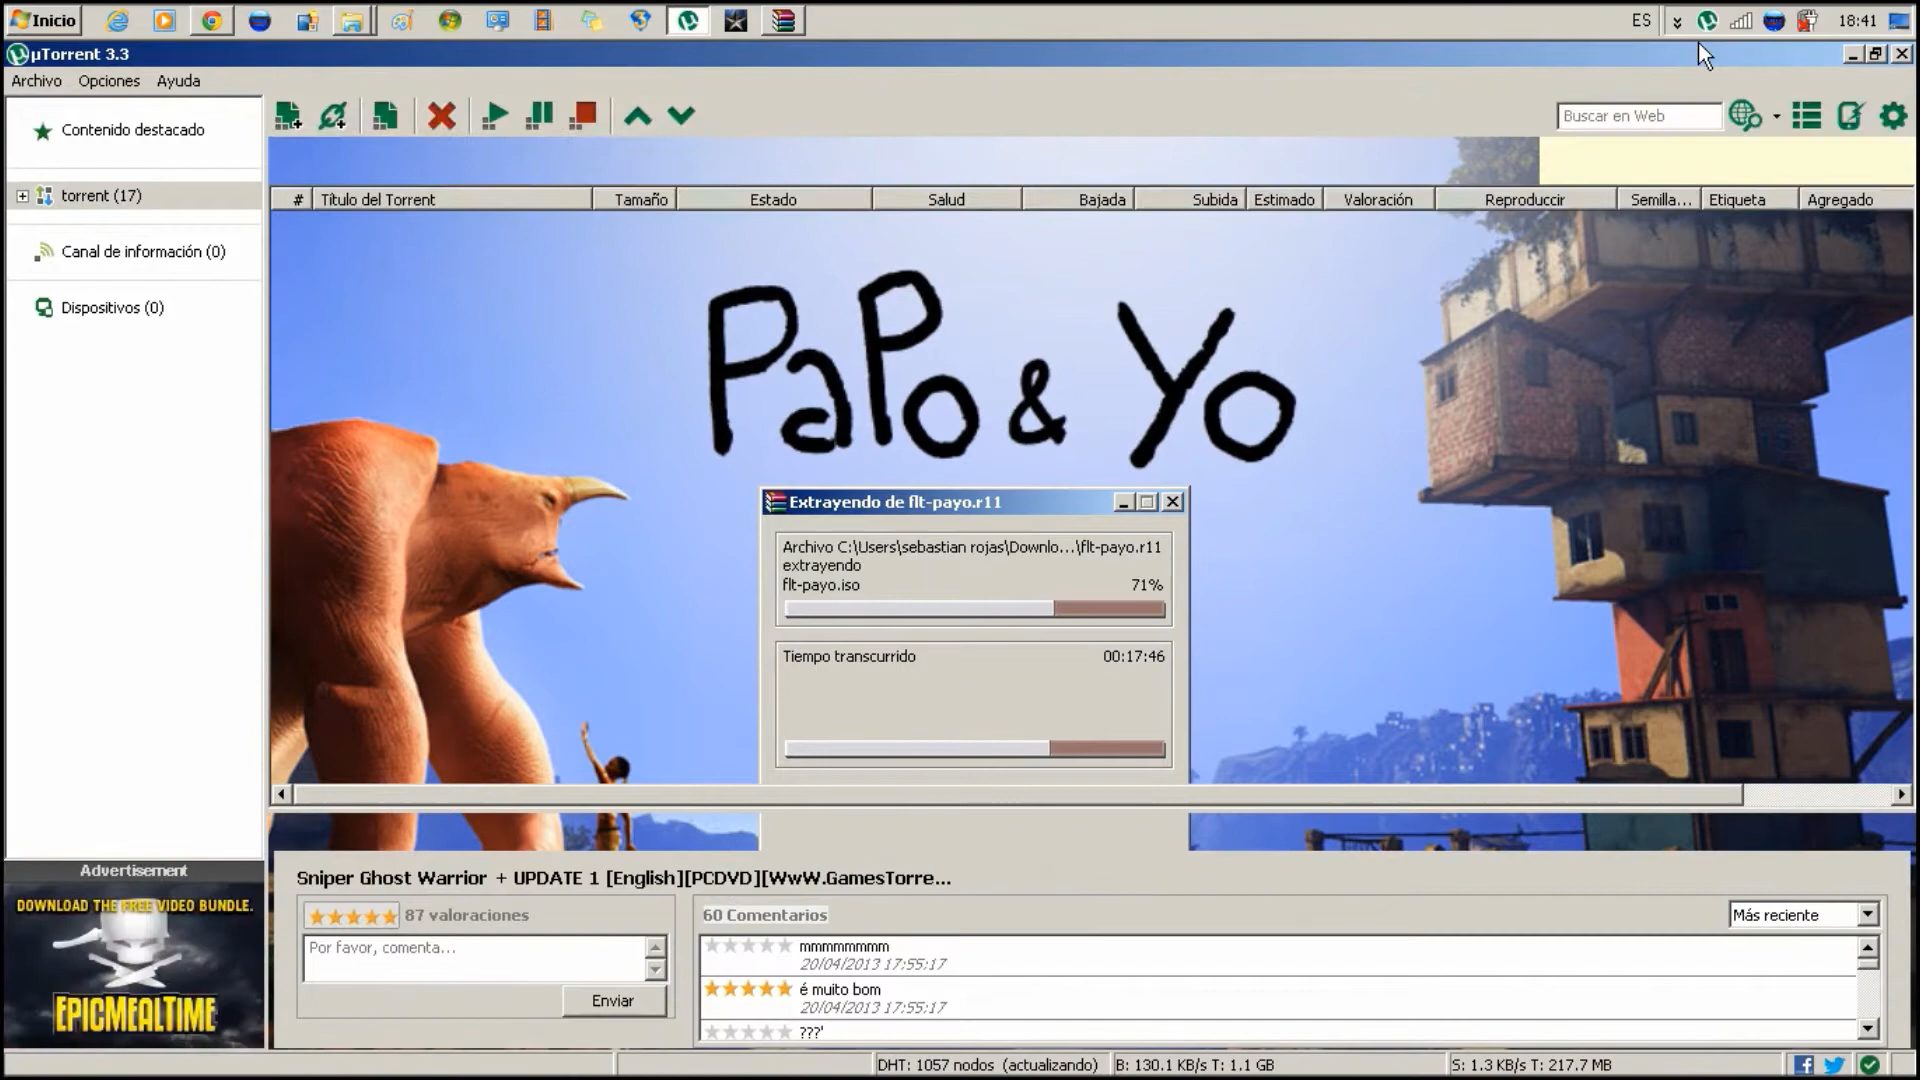 Inicio
ES
18:41
µTorrent 3.3
Archivo Opciones Ayuda
Contenido destacado
torrent (17)
Canal de información (0)
Dispositivos (0)
Buscar en Web
# Título del Torrent Tamaño Estado Salud Bajada Subida Estimado Valoración Reproducir Semilla... Etiqueta Agregado
PaPo & Yo
Extrayendo de flt-payo.r11
Archivo C:\Users\sebastian rojas\Downlo...\flt-payo.r11
extrayendo
flt-payo.iso 71%
Tiempo transcurrido 00:17:46
Advertisement
DOWNLOAD THE FREE VIDEO BUNDLE.
EPICMEALTIME
Sniper Ghost Warrior + UPDATE 1 [English][PCDVD][WwW.GamesTorre...
87 valoraciones
Por favor, comenta...
Enviar
60 Comentarios
Más reciente
mmmmmmmm
20/04/2013 17:55:17
é muito bom
20/04/2013 17:55:17
???'
DHT: 1057 nodos (actualizando) B: 130.1 KB/s T: 1.1 GB S: 1.3 KB/s T: 217.7 MB